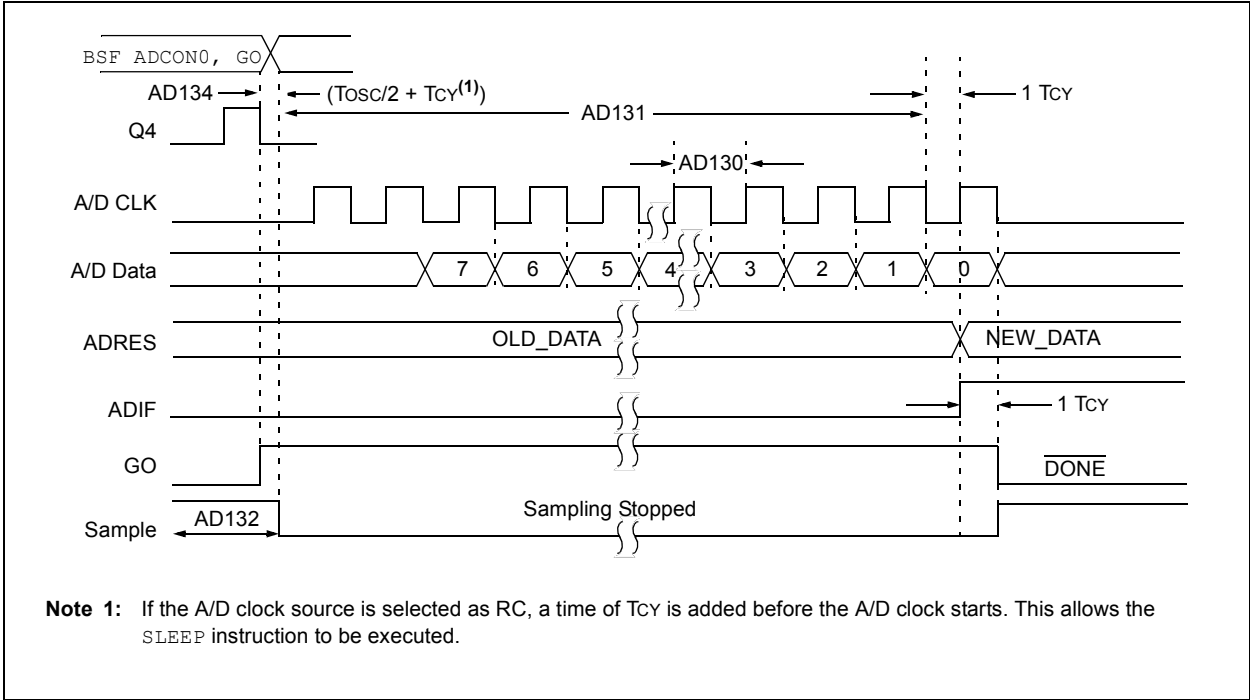 BSF ADCON0, GO
AD134 (TOSC/2 + TCY(1)) 1 TCY
AD131
Q4
AD130
A/D CLK
A/D Data 7 6 5 4 3 2 1 0
ADRES OLD_DATA NEW_DATA
ADIF 1 TCY
GO DONE
Sample AD132 Sampling Stopped
Note 1: If the A/D clock source is selected as RC, a time of TCY is added before the A/D clock starts. This allows the
SLEEP instruction to be executed.